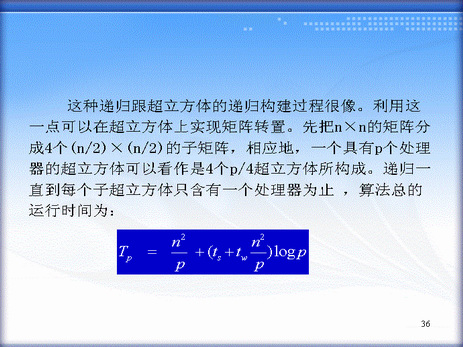 这种递归跟超立方体的递归构建过程很像。利用这
一点可以在超立方体上实现矩阵转置。先把n×n的矩阵分
成4个(n/2)×(n/2)的子矩阵，相应地，一个具有p个处理
器的超立方体可以看作是4个p/4超立方体所构成。递归一
直到每个子超立方体只含有一个处理器为止 ，算法总的
运行时间为：
T_p = n²/p + (t_s + t_w n²/p) log p
36